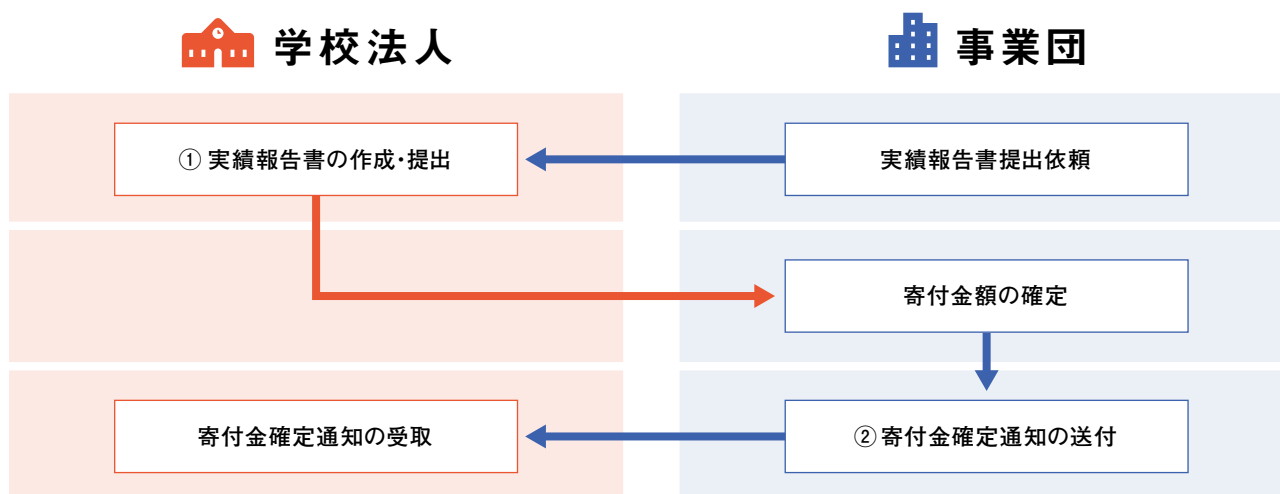 学校法人
事業団
① 実績報告書の作成・提出
実績報告書提出依頼
寄付金額の確定
寄付金確定通知の受取
② 寄付金確定通知の送付